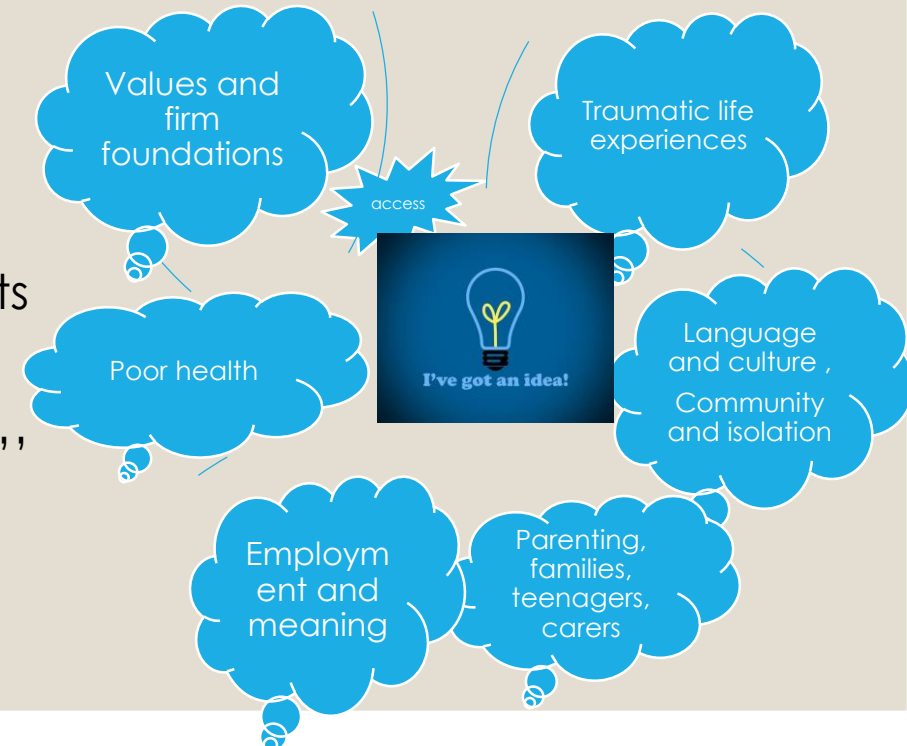 Values and
firm
foundations
Traumatic life
experiences
access
I've got an idea!
Poor health
Language
and culture ,
Community
and isolation
Employm
ent and
meaning
Parenting,
families,
teenagers,
carers